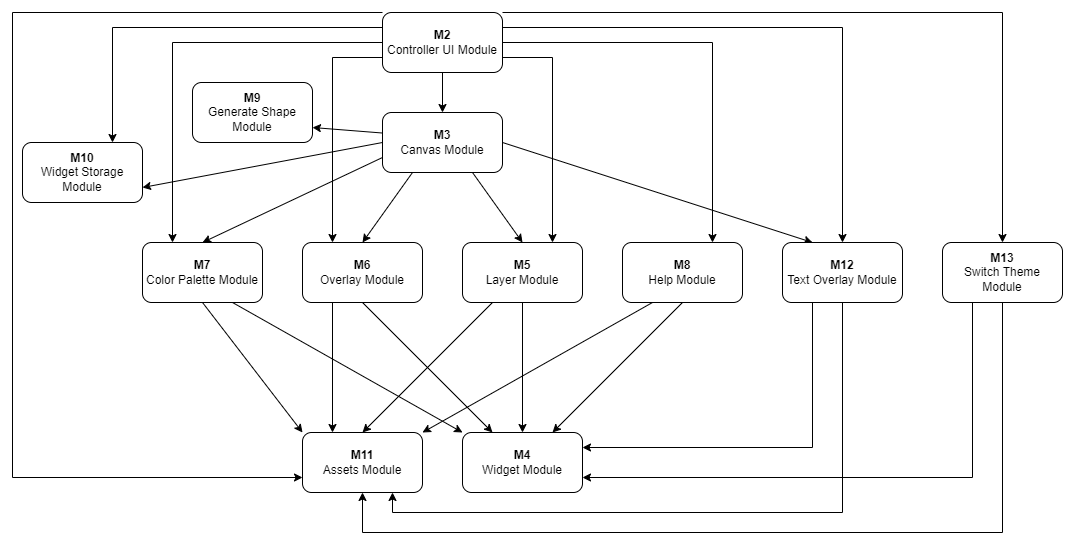 M2
Controller UI Module
M9
Generate Shape
Module
M3
Canvas Module
M10
Widget Storage
Module
M7
Color Palette Module
M6
Overlay Module
M5
Layer Module
M8
Help Module
M12
Text Overlay Module
M13
Switch Theme
Module
M11
Assets Module
M4
Widget Module